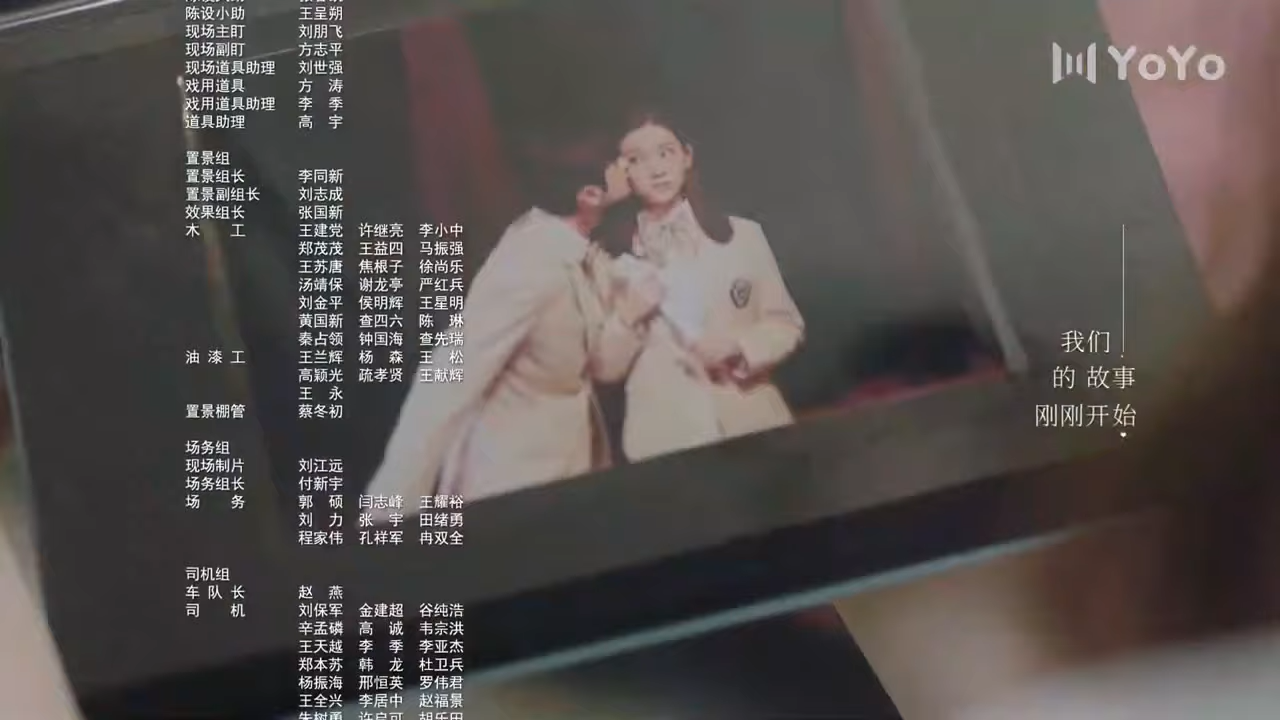 陈设小助 王呈朔
现场主盯 刘朋飞
现场副盯 方志平
现场道具助理 刘世强
戏用道具 方 涛
戏用道具助理 李 季
道具助理 高 宇
置景组
置景组长 李同新
置景副组长 刘志成
效果组长 张国新
木 工 王建党 许继亮 李小中
郑茂茂 王益四 马振强
王苏唐 焦根子 徐尚乐
汤靖保 谢龙亭 严红兵
刘金平 侯明辉 王星明
黄国新 查四六 陈 琳
秦占领 钟国海 查先瑞
油 漆 工 王兰辉 杨 森 王 松
高颖光 疏孝贤 王献辉
王 永
置景棚管 蔡冬初
场务组
现场制片 刘江远
场务组长 付新宇
场 务 郭 硕 闫志峰 王耀裕
刘 力 张 宇 田绪勇
程家伟 孔祥军 冉双全
司机组
车 队 长 赵 燕
司 机 刘保军 金建超 谷纯浩
辛孟磷 高 诚 韦宗洪
王天越 李 季 李亚杰
郑本苏 韩 龙 杜卫兵
杨振海 邢恒英 罗伟君
王全兴 李居中 赵福景
YoYo
我们
的 故事
刚刚开始